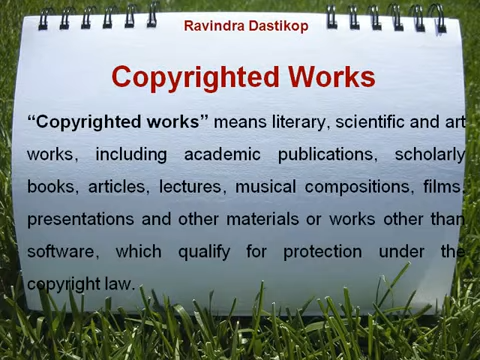 Ravindra Dastikop
Copyrighted Works
“Copyrighted works” means literary, scientific and art
works, including academic publications, scholarly
books, articles, lectures, musical compositions, films,
presentations and other materials or works other than
software, which qualify for protection under the
copyright law.